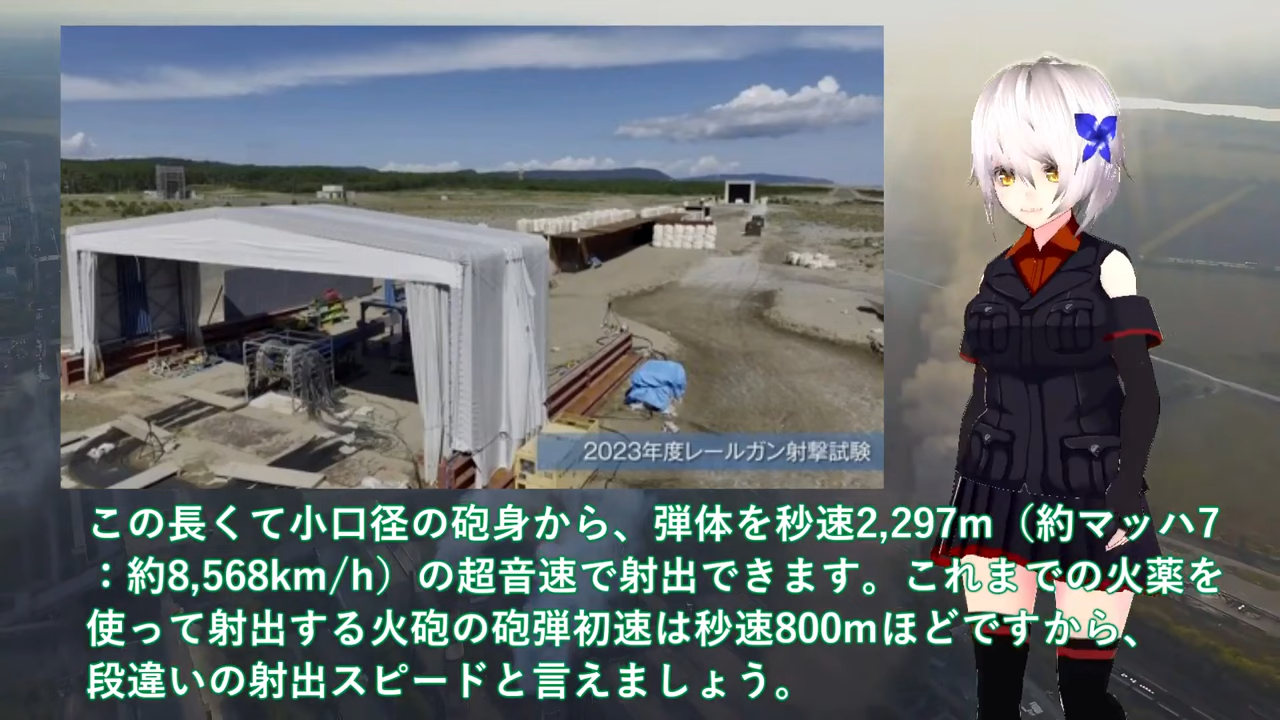 2023年度レールガン射撃試験
この長くて小口径の砲身から、弾体を秒速2,297m（約マッハ7
：約8,568km/h）の超音速で射出できます。これまでの火薬を
使って射出する火砲の砲弾初速は秒速800mほどですから、
段違いの射出スピードと言えましょう。